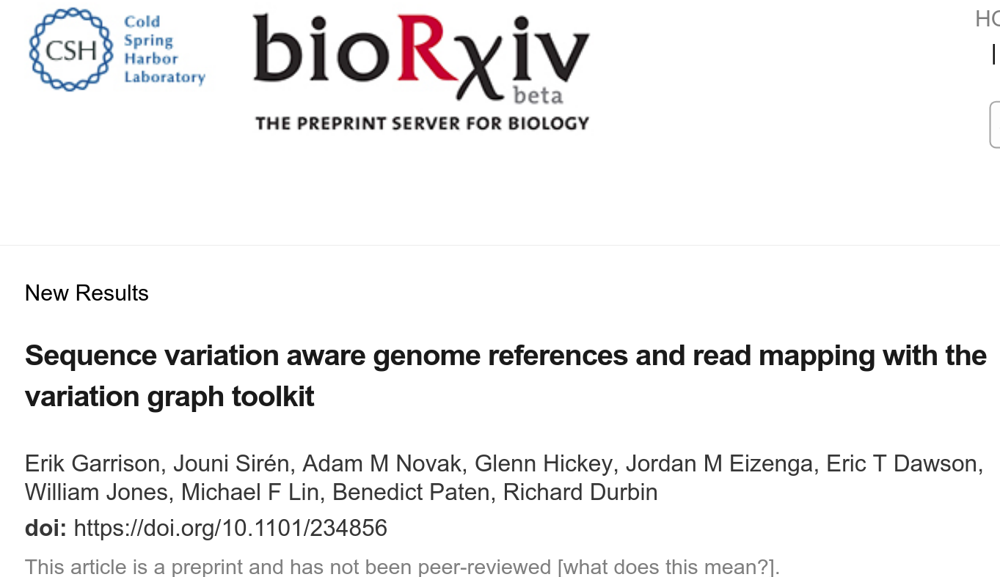 CSH
Cold
Spring
Harbor
Laboratory
bioRxiv
beta
THE PREPRINT SERVER FOR BIOLOGY
New Results
Sequence variation aware genome references and read mapping with the
variation graph toolkit
Erik Garrison, Jouni Sirén, Adam M Novak, Glenn Hickey, Jordan M Eizenga, Eric T Dawson,
William Jones, Michael F Lin, Benedict Paten, Richard Durbin
doi: https://doi.org/10.1101/234856
This article is a preprint and has not been peer-reviewed [what does this mean?].